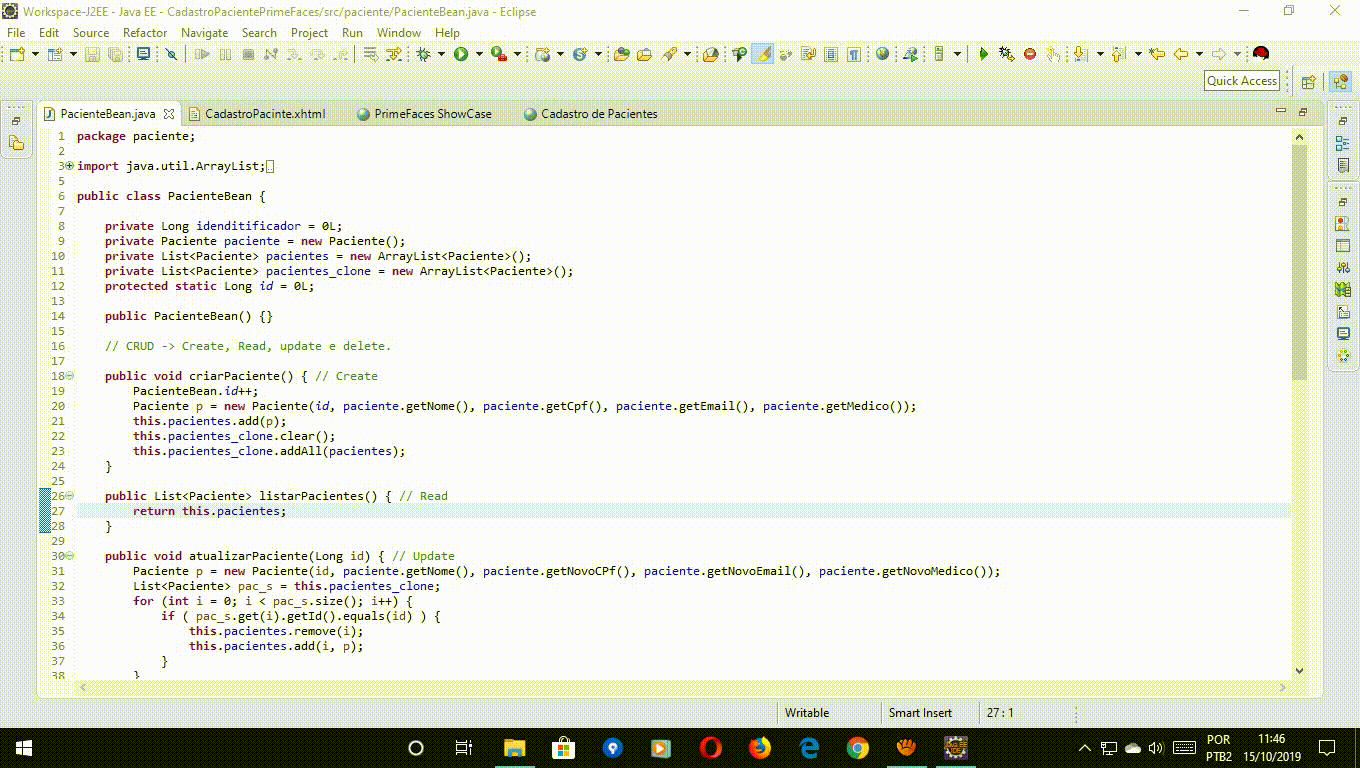 Workspace-J2EE - Java EE - CadastroPacientePrimeFaces/src/paciente/PacienteBean.java - Eclipse
File Edit Source Refactor Navigate Search Project Run Window Help
Quick Access
PacienteBean.java CadastroPacinte.xhtml PrimeFaces ShowCase Cadastro de Pacientes
1 package paciente;
2
3 import java.util.ArrayList;
5
6 public class PacienteBean {
7
8 private Long idenditificador = 0L;
9 private Paciente paciente = new Paciente();
10 private List<Paciente> pacientes = new ArrayList<Paciente>();
11 private List<Paciente> pacientes_clone = new ArrayList<Paciente>();
12 protected static Long id = 0L;
13
14 public PacienteBean() {}
15
16 // CRUD -> Create, Read, update e delete.
17
18 public void criarPaciente() { // Create
19 PacienteBean.id++;
20 Paciente p = new Paciente(id, paciente.getNome(), paciente.getCpf(), paciente.getEmail(), paciente.getMedico());
21 this.pacientes.add(p);
22 this.pacientes_clone.clear();
23 this.pacientes_clone.addAll(pacientes);
24 }
25
26 public List<Paciente> listarPacientes() { // Read
27 return this.pacientes;
28 }
29
30 public void atualizarPaciente(Long id) { // Update
31 Paciente p = new Paciente(id, paciente.getNome(), paciente.getNovoCPf(), paciente.getNovoEmail(), paciente.getNovoMedico());
32 List<Paciente> pac_s = this.pacientes_clone;
33 for (int i = 0; i < pac_s.size(); i++) {
34 if ( pac_s.get(i).getId().equals(id) ) {
35 this.pacientes.remove(i);
36 this.pacientes.add(i, p);
37 }
38 }
Writable Smart Insert 27 : 1
POR 11:46
PTB2 15/10/2019